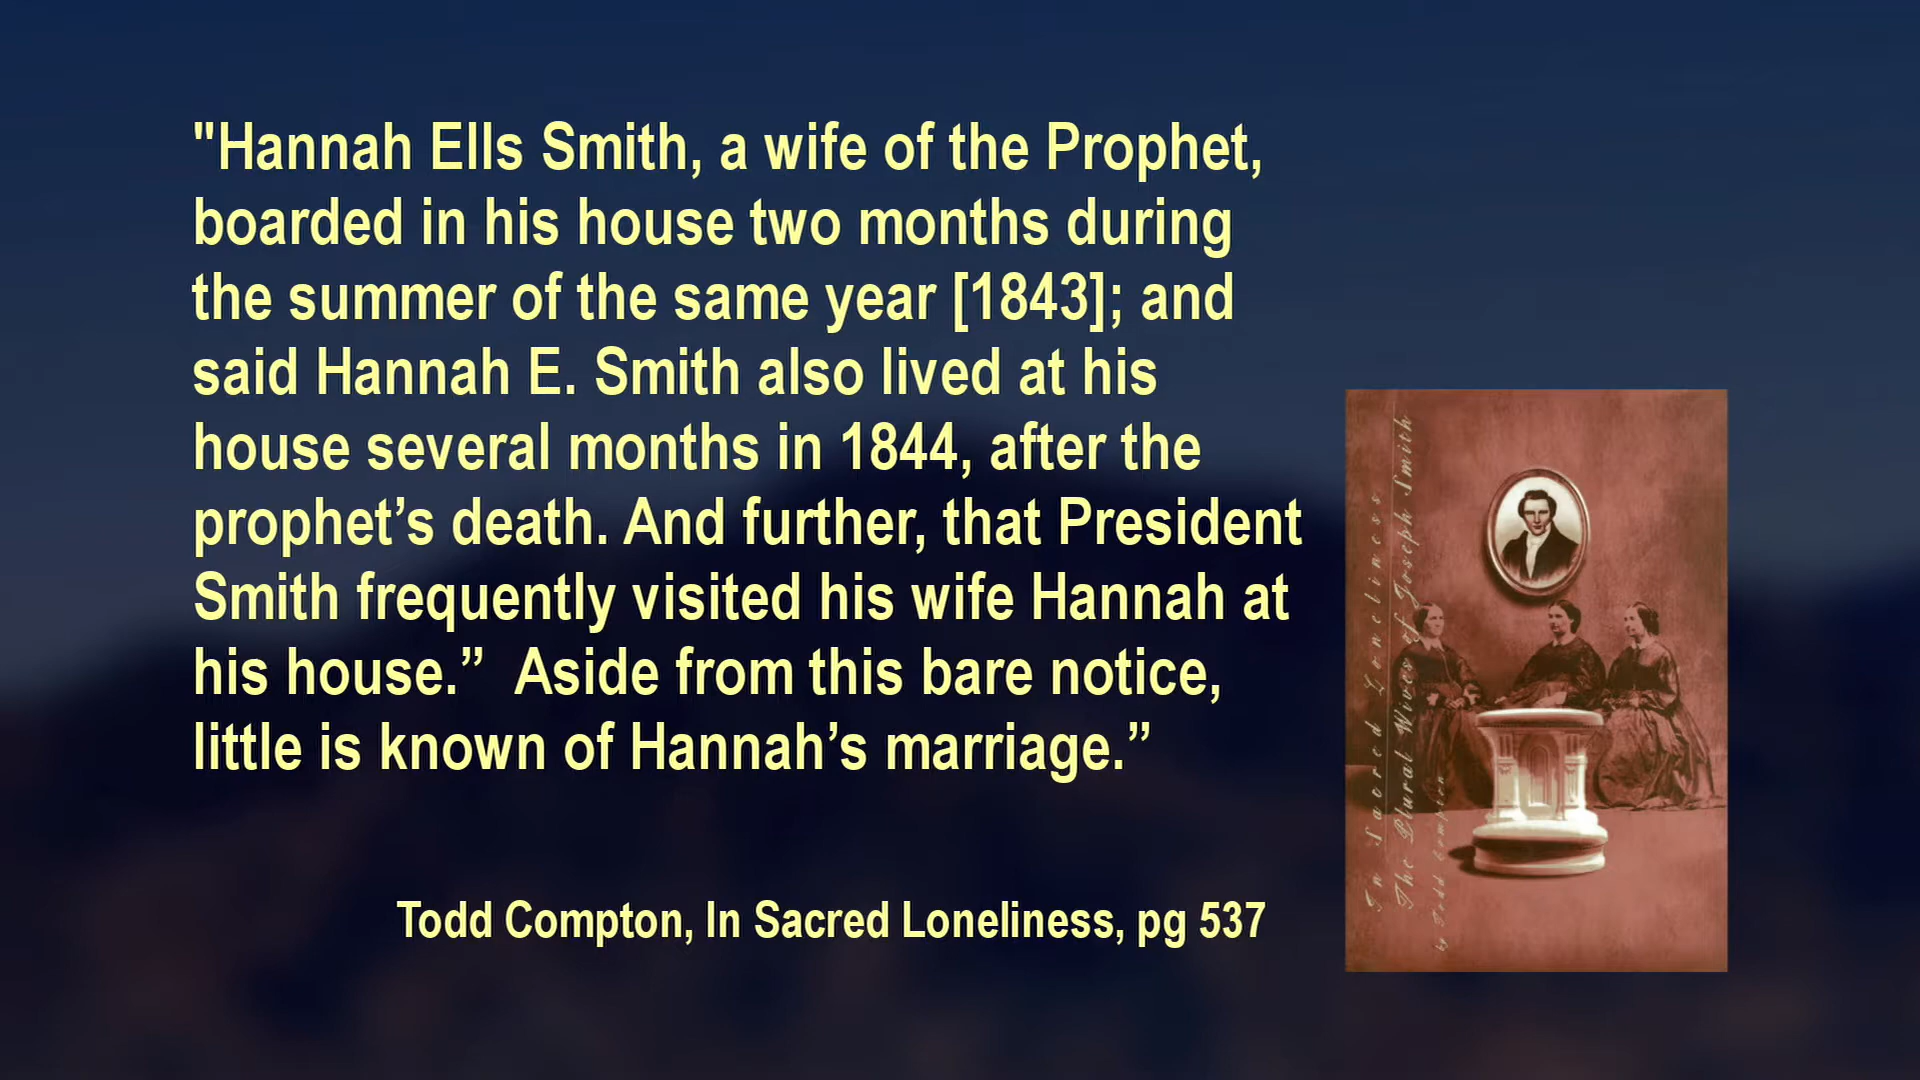 "Hannah Ells Smith, a wife of the Prophet,
boarded in his house two months during
the summer of the same year [1843]; and
said Hannah E. Smith also lived at his
house several months in 1844, after the
prophet’s death. And further, that President
Smith frequently visited his wife Hannah at
his house.”  Aside from this bare notice,
little is known of Hannah’s marriage.”
Todd Compton, In Sacred Loneliness, pg 537
In Sacred Loneliness
The Plural Wives of Joseph Smith
by Todd Compton